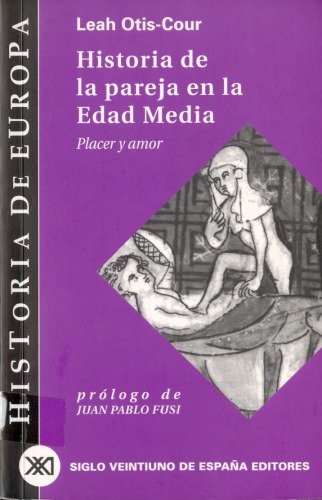 HISTORIA DE EUROPA
Leah Otis-Cour
Historia de
la pareja en la
Edad Media
Placer y amor
prólogo de
JUAN PABLO FUSI
XXI
SIGLO VEINTIUNO DE ESPAÑA EDITORES